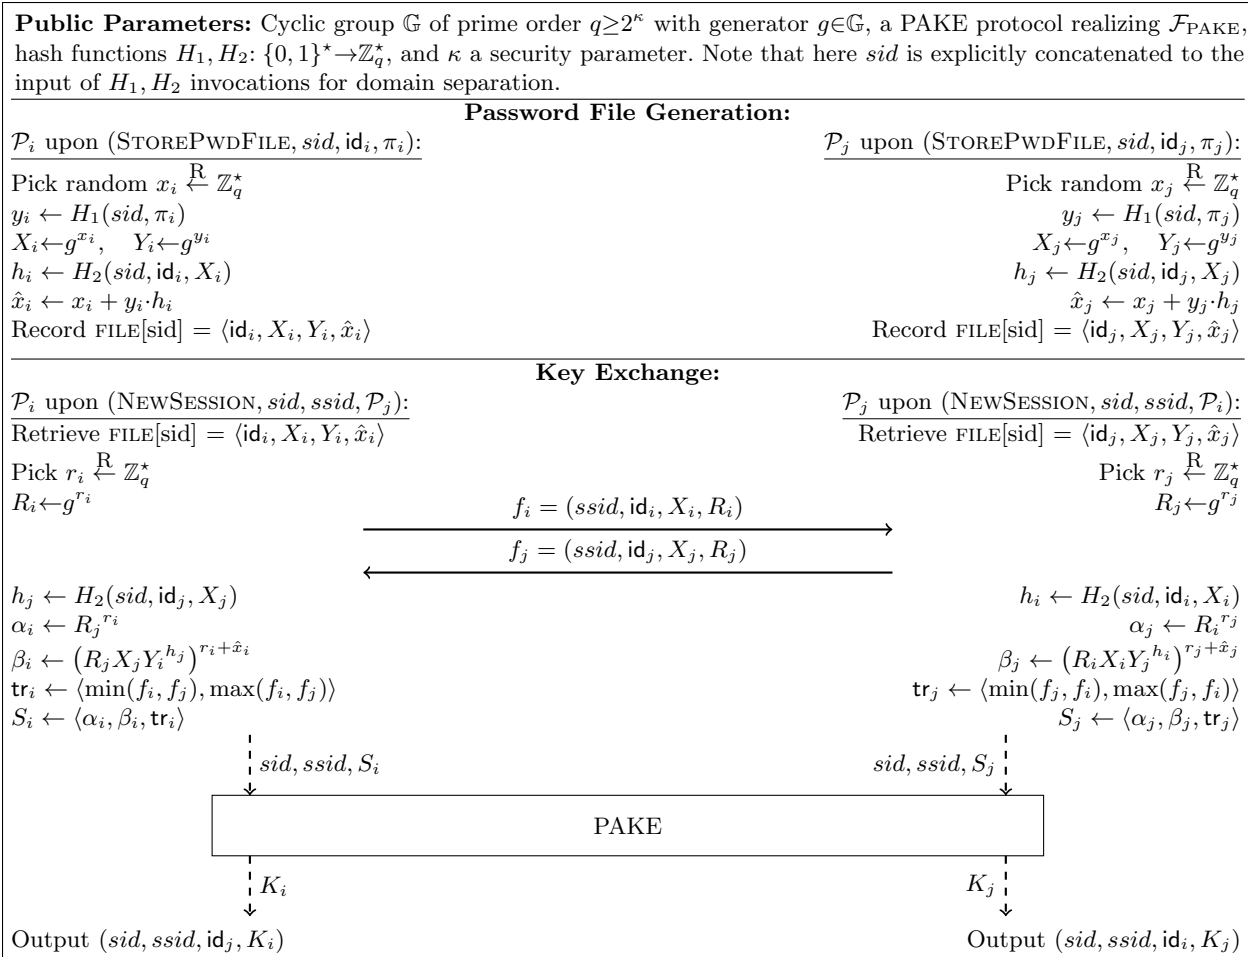 Public Parameters: Cyclic group 𝔾 of prime order q≥2^κ with generator g∈𝔾, a PAKE protocol realizing ℱ_PAKE,
hash functions H₁, H₂: {0, 1}^⋆→ℤ_q^⋆, and κ a security parameter. Note that here sid is explicitly concatenated to the
input of H₁, H₂ invocations for domain separation.
Password File Generation:
𝒫_i upon (STOREPWDFILE, sid, id_i, π_i):
Pick random x_i ←^R ℤ_q^⋆
y_i ← H₁(sid, π_i)
X_i←g^{x_i}, Y_i←g^{y_i}
h_i ← H₂(sid, id_i, X_i)
x̂_i ← x_i + y_i·h_i
Record FILE[sid] = ⟨id_i, X_i, Y_i, x̂_i⟩
𝒫_j upon (STOREPWDFILE, sid, id_j, π_j):
Pick random x_j ←^R ℤ_q^⋆
y_j ← H₁(sid, π_j)
X_j←g^{x_j}, Y_j←g^{y_j}
h_j ← H₂(sid, id_j, X_j)
x̂_j ← x_j + y_j·h_j
Record FILE[sid] = ⟨id_j, X_j, Y_j, x̂_j⟩
Key Exchange:
𝒫_i upon (NEWSESSION, sid, ssid, 𝒫_j):
Retrieve FILE[sid] = ⟨id_i, X_i, Y_i, x̂_i⟩
Pick r_i ←^R ℤ_q^⋆
R_i←g^{r_i}
𝒫_j upon (NEWSESSION, sid, ssid, 𝒫_i):
Retrieve FILE[sid] = ⟨id_j, X_j, Y_j, x̂_j⟩
Pick r_j ←^R ℤ_q^⋆
R_j←g^{r_j}
f_i = (ssid, id_i, X_i, R_i)
f_j = (ssid, id_j, X_j, R_j)
h_j ← H₂(sid, id_j, X_j)
α_i ← R_j^{r_i}
β_i ← (R_jX_jY_i^{h_j})^{r_i+x̂_i}
tr_i ← ⟨min(f_i, f_j), max(f_i, f_j)⟩
S_i ← ⟨α_i, β_i, tr_i⟩
h_i ← H₂(sid, id_i, X_i)
α_j ← R_i^{r_j}
β_j ← (R_iX_iY_j^{h_i})^{r_j+x̂_j}
tr_j ← ⟨min(f_j, f_i), max(f_j, f_i)⟩
S_j ← ⟨α_j, β_j, tr_j⟩
sid, ssid, S_i
sid, ssid, S_j
PAKE
K_i
K_j
Output (sid, ssid, id_j, K_i)
Output (sid, ssid, id_i, K_j)